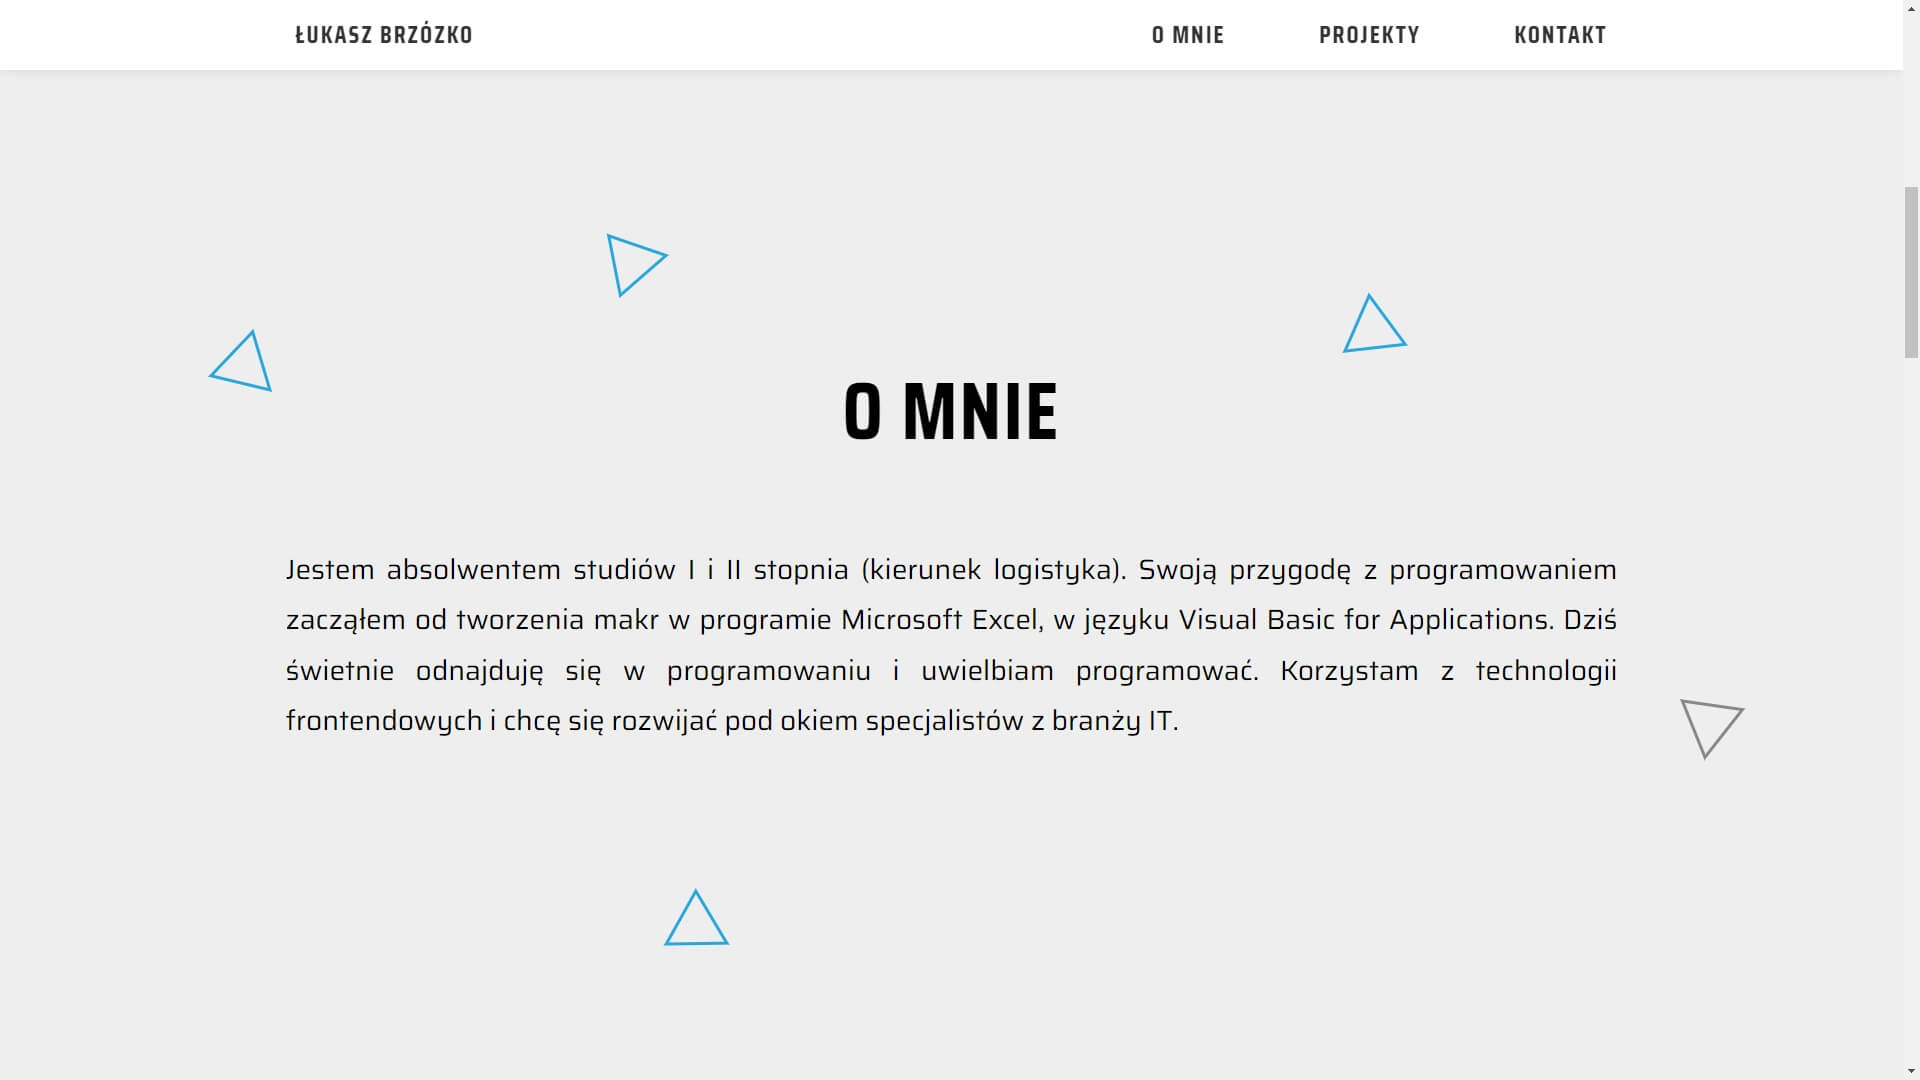 ŁUKASZ BRZÓZKO
O MNIE
PROJEKTY
KONTAKT
O MNIE
Jestem absolwentem studiów I i II stopnia (kierunek logistyka). Swoją przygodę z programowaniem
zacząłem od tworzenia makr w programie Microsoft Excel, w języku Visual Basic for Applications. Dziś
świetnie odnajduję się w programowaniu i uwielbiam programować. Korzystam z technologii
frontendowych i chcę się rozwijać pod okiem specjalistów z branży IT.